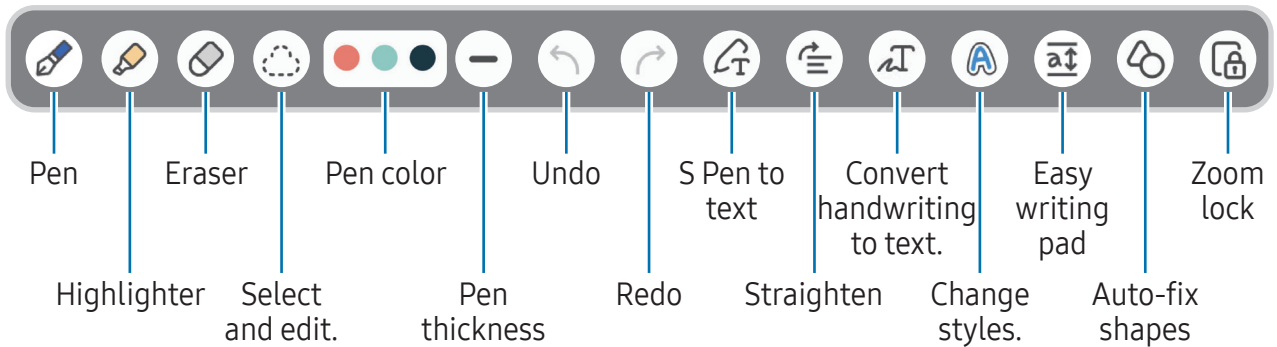 Pen
Eraser
Pen color
Undo
S Pen to
text
Convert
handwriting
to text.
Easy
writing
pad
Zoom
lock
Highlighter
Select
and edit.
Pen
thickness
Redo
Straighten
Change
styles.
Auto-fix
shapes